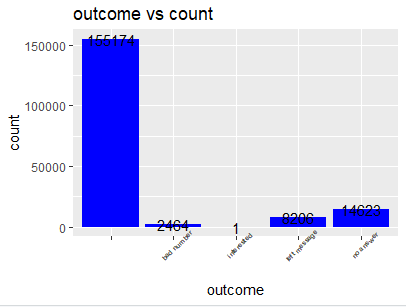 outcome vs count
150000
100000
50000
0
count
155174
2464
1
8206
14623
bad number
interested
left message
no answer
outcome